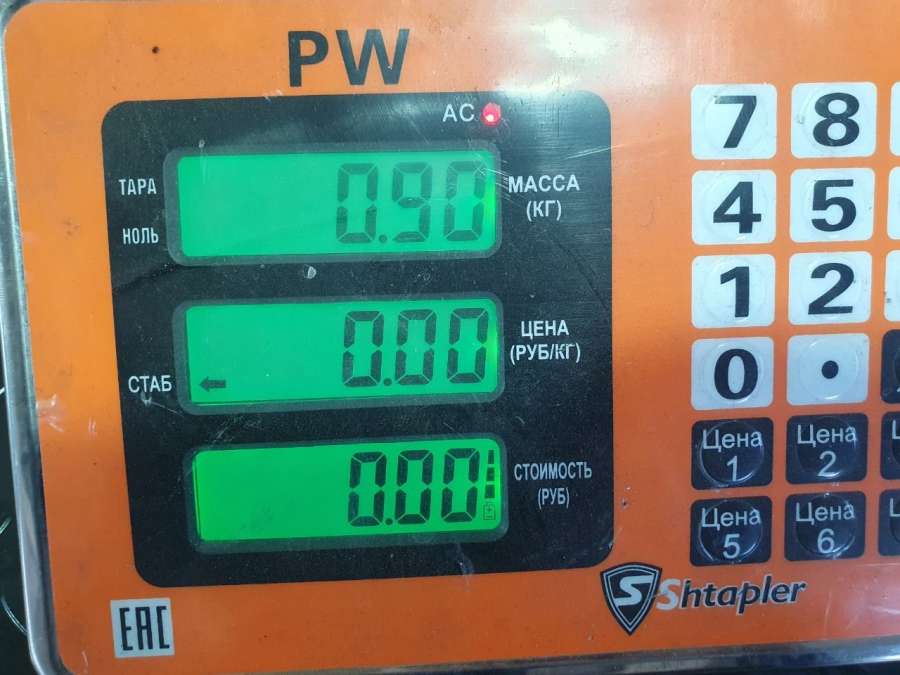 PW
AC
ТАРА
НОЛЬ
0.90
МАССА
(КГ)
СТАБ
0.00
ЦЕНА
(РУБ/КГ)
0.00
СТОИМОСТЬ
(РУБ)
7 8
4 5
1 2
0 .
Цена
1
Цена
2
Цена
5
Цена
6
EAC
S Shtapler